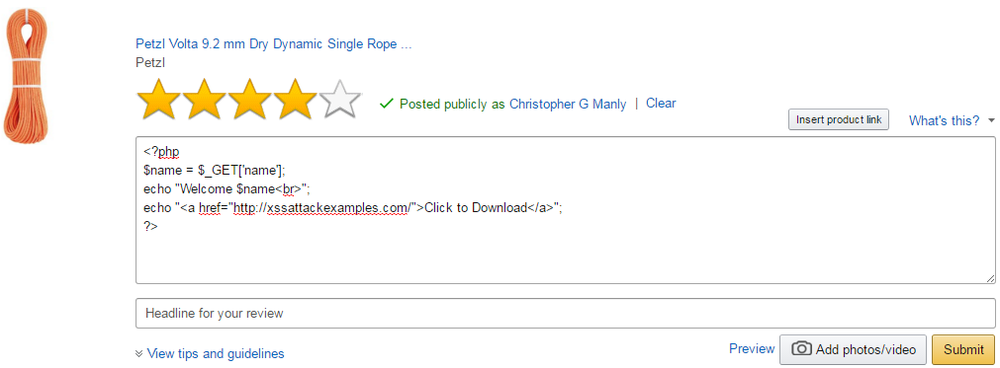 Petzl Volta 9.2 mm Dry Dynamic Single Rope ...
Petzl
Posted publicly as Christopher G Manly | Clear
Insert product link What's this?
<?php
$name = $_GET['name'];
echo "Welcome $name<br>";
echo "<a href="http://xssattackexamples.com/">Click to Download</a>";
?>
Headline for your review
View tips and guidelines Preview Add photos/video Submit